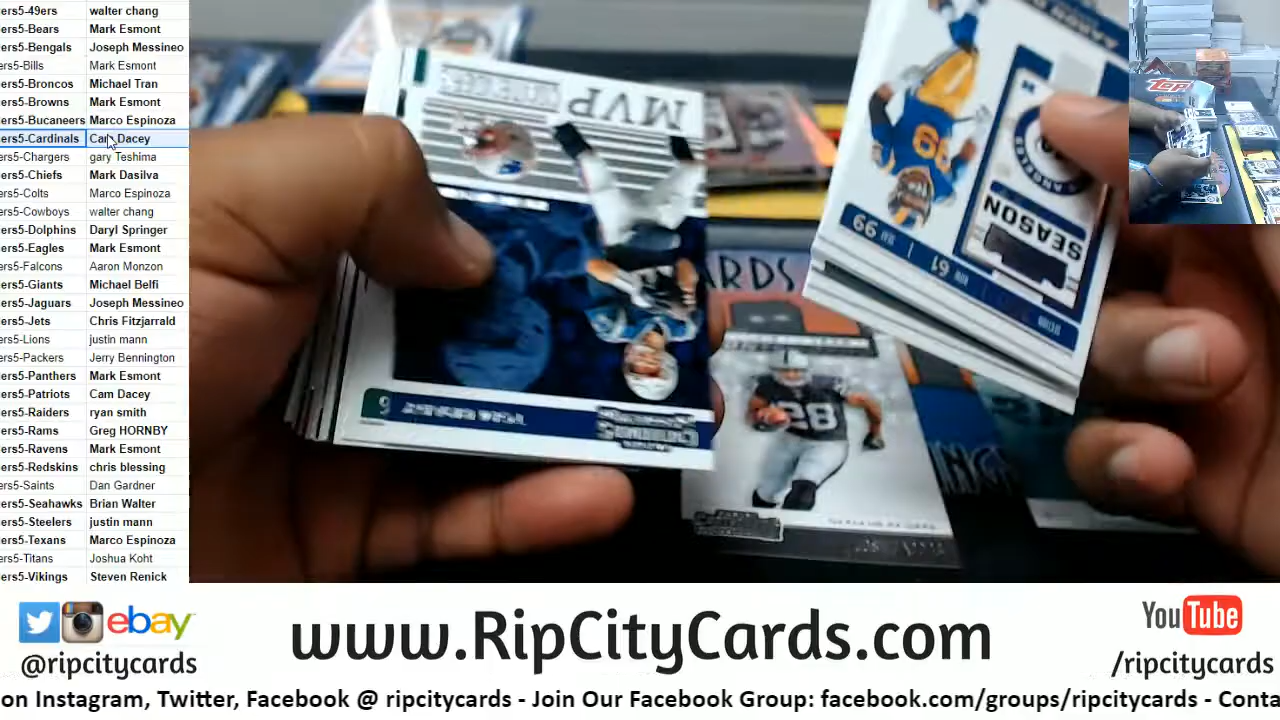 ers5-49ers walter chang
ers5-Bears Mark Esmont
ers5-Bengals Joseph Messineo
ers5-Bills Mark Esmont
ers5-Broncos Michael Tran
ers5-Browns Mark Esmont
ers5-Bucaneers Marco Espinoza
ers5-Cardinals Cam Dacey
ers5-Chargers gary Teshima
ers5-Chiefs Mark Dasilva
ers5-Colts Marco Espinoza
ers5-Cowboys walter chang
ers5-Dolphins Daryl Springer
ers5-Eagles Mark Esmont
ers5-Falcons Aaron Monzon
ers5-Giants Michael Belfi
ers5-Jaguars Joseph Messineo
ers5-Jets Chris Fitzjarrald
ers5-Lions justin mann
ers5-Packers Jerry Bennington
ers5-Panthers Mark Esmont
ers5-Patriots Cam Dacey
ers5-Raiders ryan smith
ers5-Rams Greg HORNBY
ers5-Ravens Mark Esmont
ers5-Redskins chris blessing
ers5-Saints Dan Gardner
ers5-Seahawks Brian Walter
ers5-Steelers justin mann
ers5-Texans Marco Espinoza
ers5-Titans Joshua Koht
ers5-Vikings Steven Renick
MVP
SEASON
99
61
CARDS
28
ebay
@ripcitycards
www.RipCityCards.com
YouTube
/ripcitycards
on Instagram, Twitter, Facebook @ ripcitycards - Join Our Facebook Group: facebook.com/groups/ripcitycards - Conta